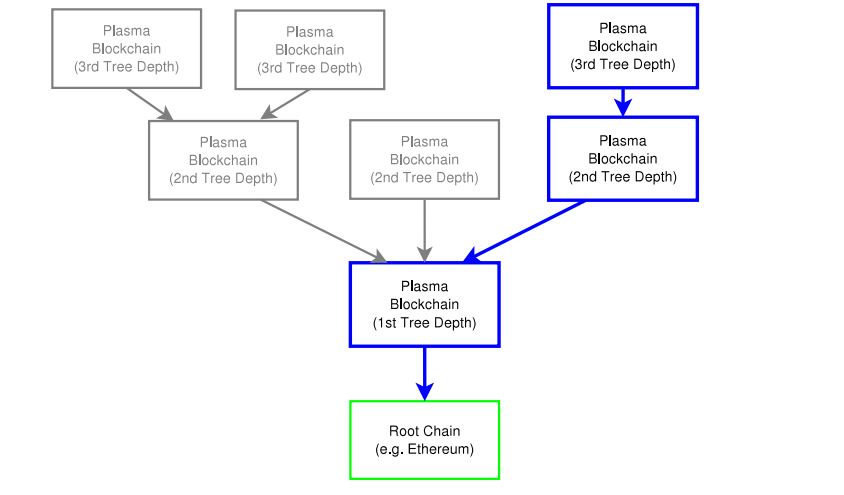 Plasma
Blockchain
(3rd Tree Depth)
Plasma
Blockchain
(3rd Tree Depth)
Plasma
Blockchain
(3rd Tree Depth)
Plasma
Blockchain
(2nd Tree Depth)
Plasma
Blockchain
(2nd Tree Depth)
Plasma
Blockchain
(2nd Tree Depth)
Plasma
Blockchain
(1st Tree Depth)
Root Chain
(e.g. Ethereum)